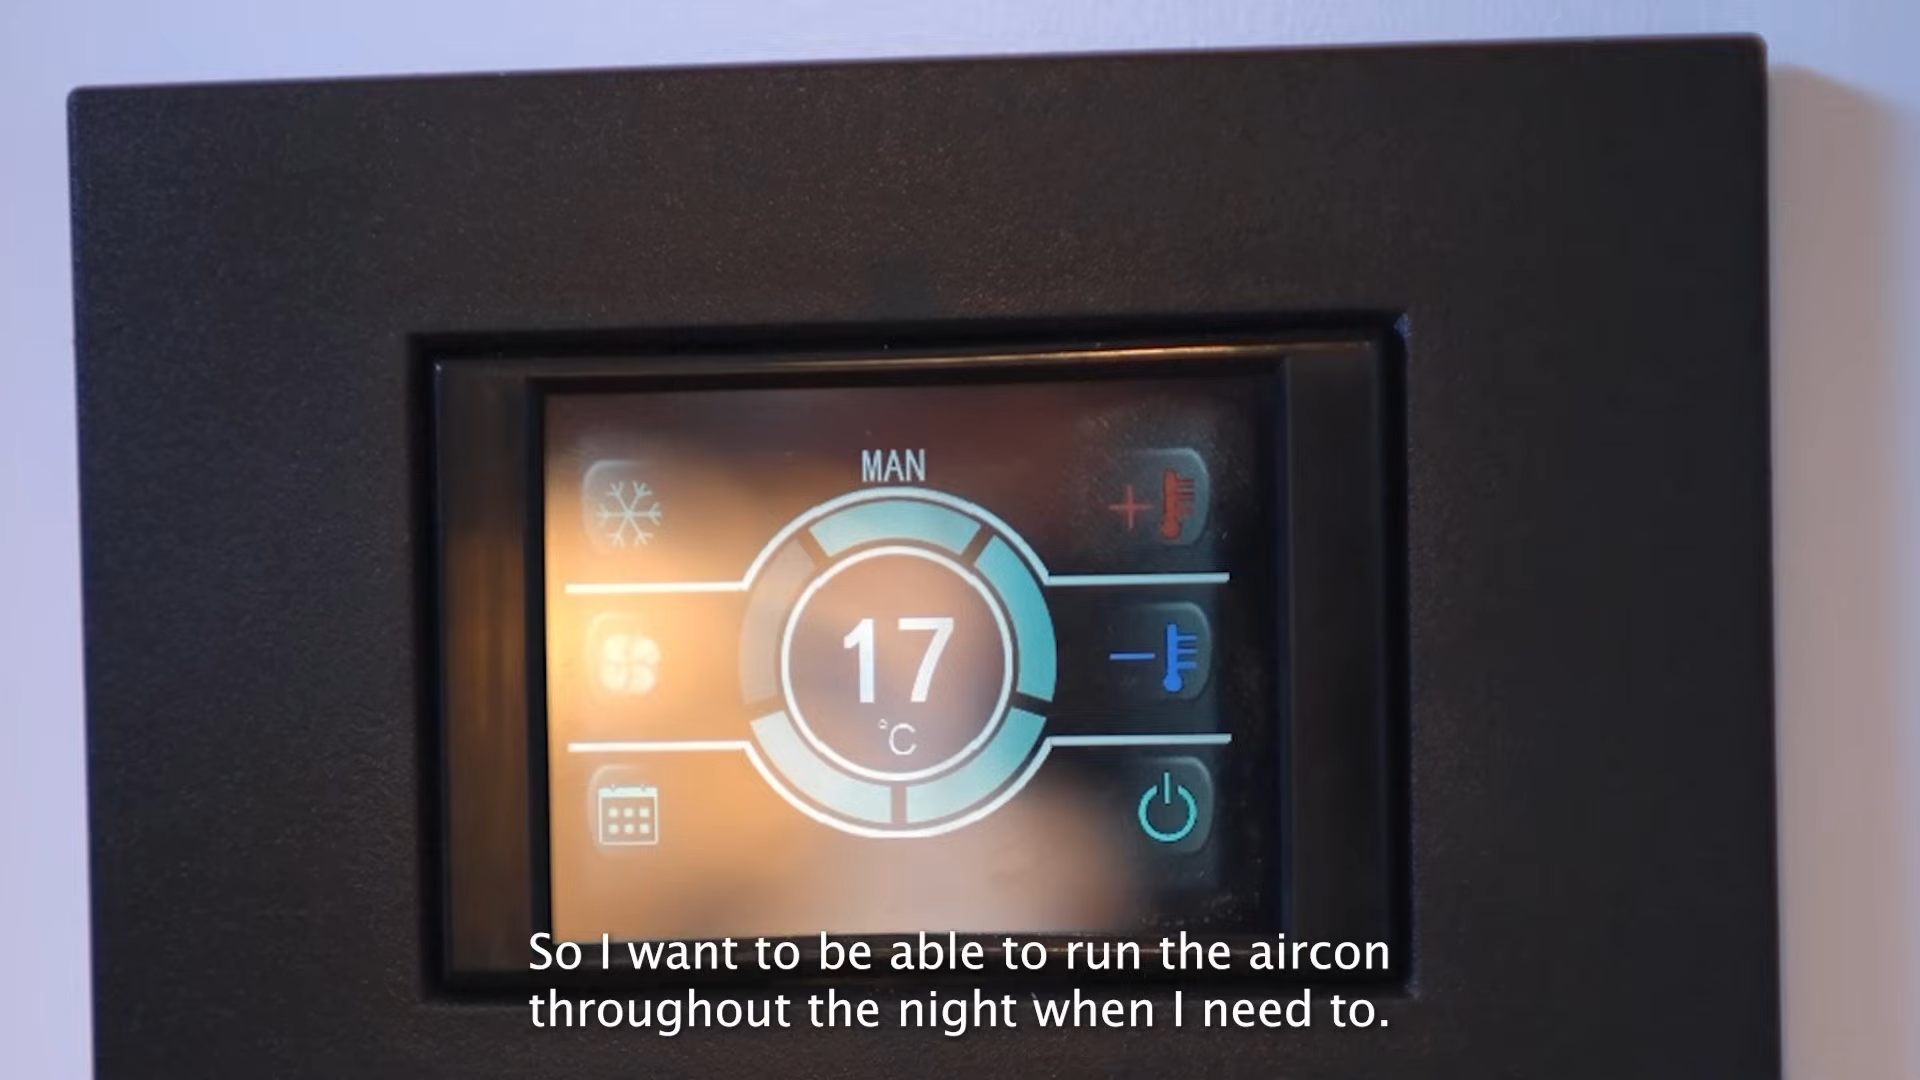 MAN
17
°C
So I want to be able to run the aircon
throughout the night when I need to.